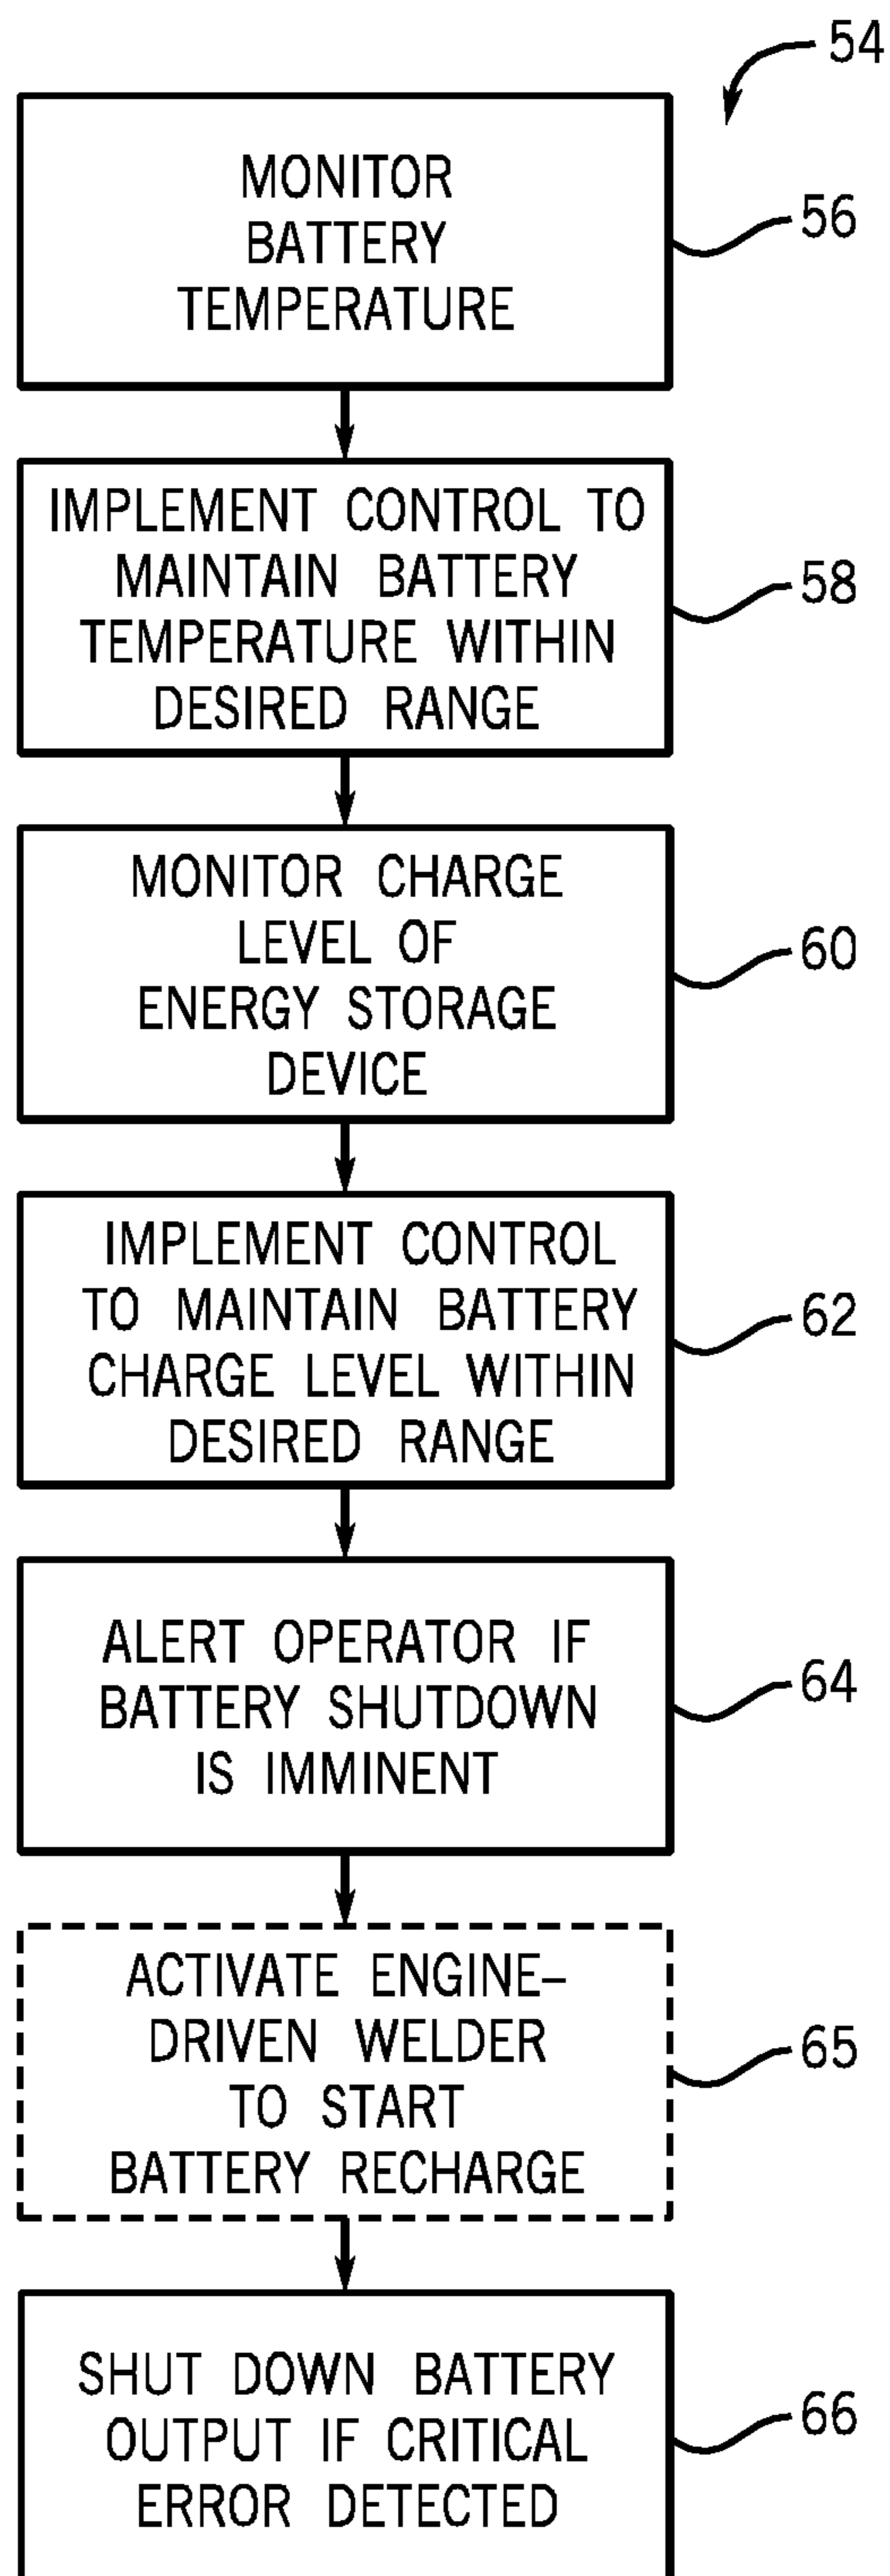 54
MONITOR
BATTERY
TEMPERATURE
56
IMPLEMENT CONTROL TO
MAINTAIN BATTERY
TEMPERATURE WITHIN
DESIRED RANGE
58
MONITOR CHARGE
LEVEL OF
ENERGY STORAGE
DEVICE
60
IMPLEMENT CONTROL
TO MAINTAIN BATTERY
CHARGE LEVEL WITHIN
DESIRED RANGE
62
ALERT OPERATOR IF
BATTERY SHUTDOWN
IS IMMINENT
64
ACTIVATE ENGINE–
DRIVEN WELDER
TO START
BATTERY RECHARGE
65
SHUT DOWN BATTERY
OUTPUT IF CRITICAL
ERROR DETECTED
66